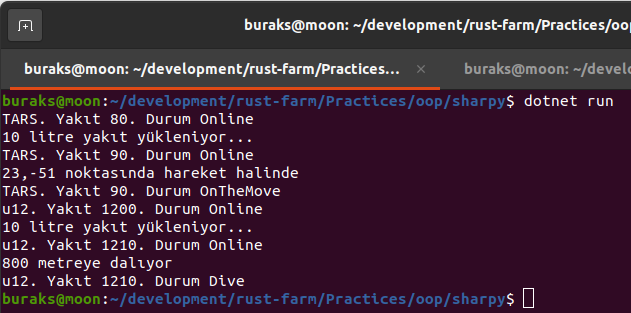 buraks@moon: ~/development/rust-farm/Practices/oo
buraks@moon: ~/development/rust-farm/Practices... × buraks@moon: ~/devel
buraks@moon:~/development/rust-farm/Practices/oop/sharpy$ dotnet run
TARS. Yakıt 80. Durum Online
10 litre yakıt yükleniyor...
TARS. Yakıt 90. Durum Online
23,-51 noktasında hareket halinde
TARS. Yakıt 90. Durum OnTheMove
u12. Yakıt 1200. Durum Online
10 litre yakıt yükleniyor...
u12. Yakıt 1210. Durum Online
800 metreye dalıyor
u12. Yakıt 1210. Durum Dive
buraks@moon:~/development/rust-farm/Practices/oop/sharpy$